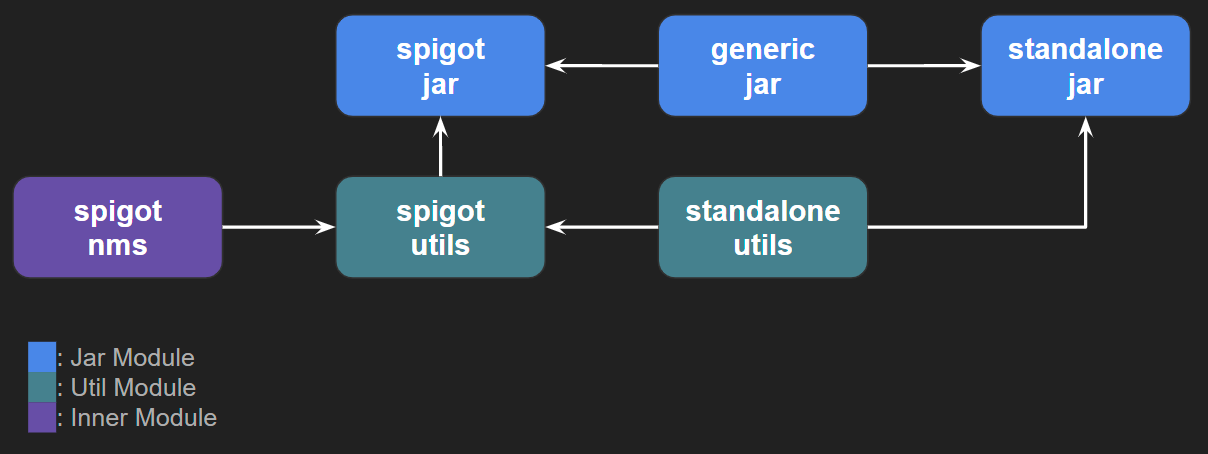 spigot
jar
generic
jar
standalone
jar
spigot
nms
spigot
utils
standalone
utils
: Jar Module
: Util Module
: Inner Module